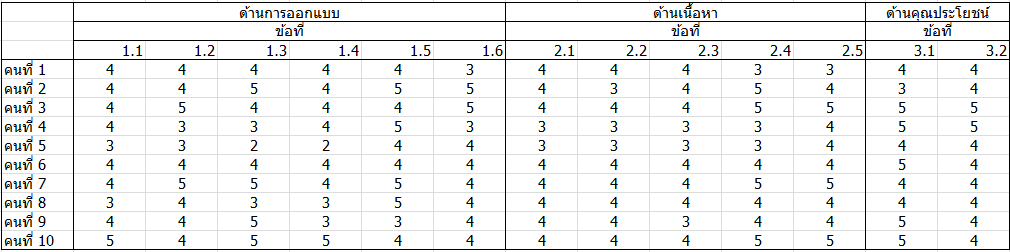 ด้านการออกแบบ ด้านเนื้อหา ด้านคุณประโยชน์
ข้อที่ ข้อที่ ข้อที่
1.1 1.2 1.3 1.4 1.5 1.6 2.1 2.2 2.3 2.4 2.5 3.1 3.2
คนที่ 1 4 4 4 4 4 3 4 4 4 3 3 4 4
คนที่ 2 4 4 5 4 5 5 4 3 4 5 4 3 4
คนที่ 3 4 5 4 4 4 5 4 4 4 5 5 5 5
คนที่ 4 4 3 3 4 5 3 3 3 3 3 4 5 5
คนที่ 5 3 3 2 2 4 4 3 3 3 3 4 4 4
คนที่ 6 4 4 4 4 4 4 4 4 4 4 4 5 4
คนที่ 7 4 5 5 4 5 4 4 4 4 5 5 4 4
คนที่ 8 3 4 3 3 5 4 4 4 4 4 4 4 4
คนที่ 9 4 4 5 3 3 4 4 4 3 4 4 5 4
คนที่ 10 5 4 5 5 4 4 4 4 4 5 5 5 4